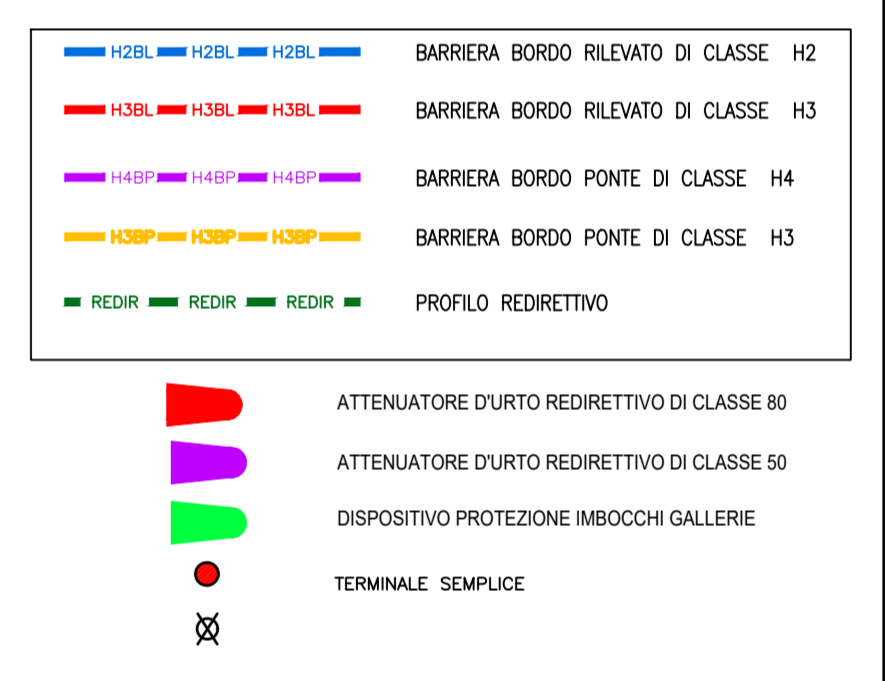 H2BL H2BL H2BL BARRIERA BORDO RILEVATO DI CLASSE H2
H3BL H3BL H3BL BARRIERA BORDO RILEVATO DI CLASSE H3
H4BP H4BP H4BP BARRIERA BORDO PONTE DI CLASSE H4
H3BP H3BP H3BP BARRIERA BORDO PONTE DI CLASSE H3
REDIR REDIR REDIR PROFILO REDIRETTIVO
ATTENUATORE D'URTO REDIRETTIVO DI CLASSE 80
ATTENUATORE D'URTO REDIRETTIVO DI CLASSE 50
DISPOSITIVO PROTEZIONE IMBOCCHI GALLERIE
TERMINALE SEMPLICE